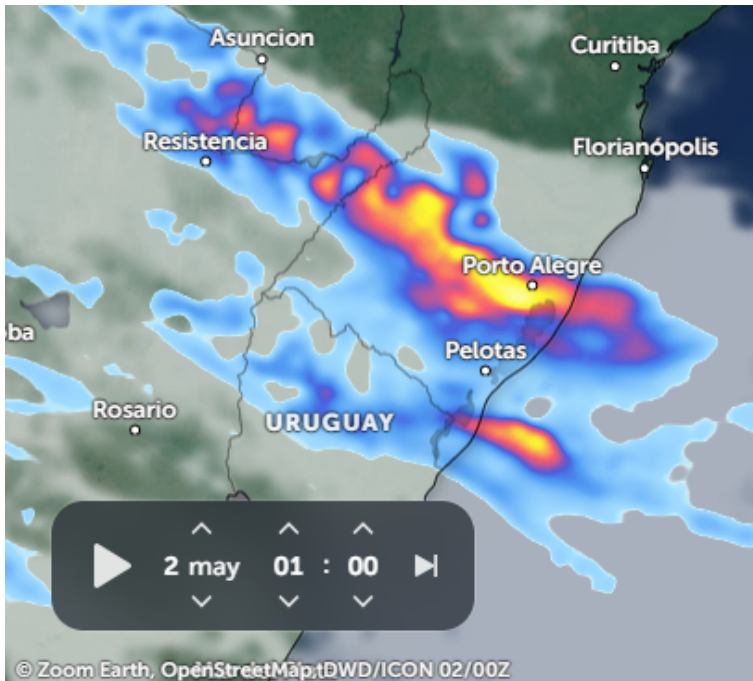 Asuncion
Curitiba
Resistencia
Florianópolis
Porto Alegre
oba
Pelotas
Rosario
URUGUAY
2 may 01 : 00
© Zoom Earth, OpenStreetMap, DWD/ICON 02/00Z